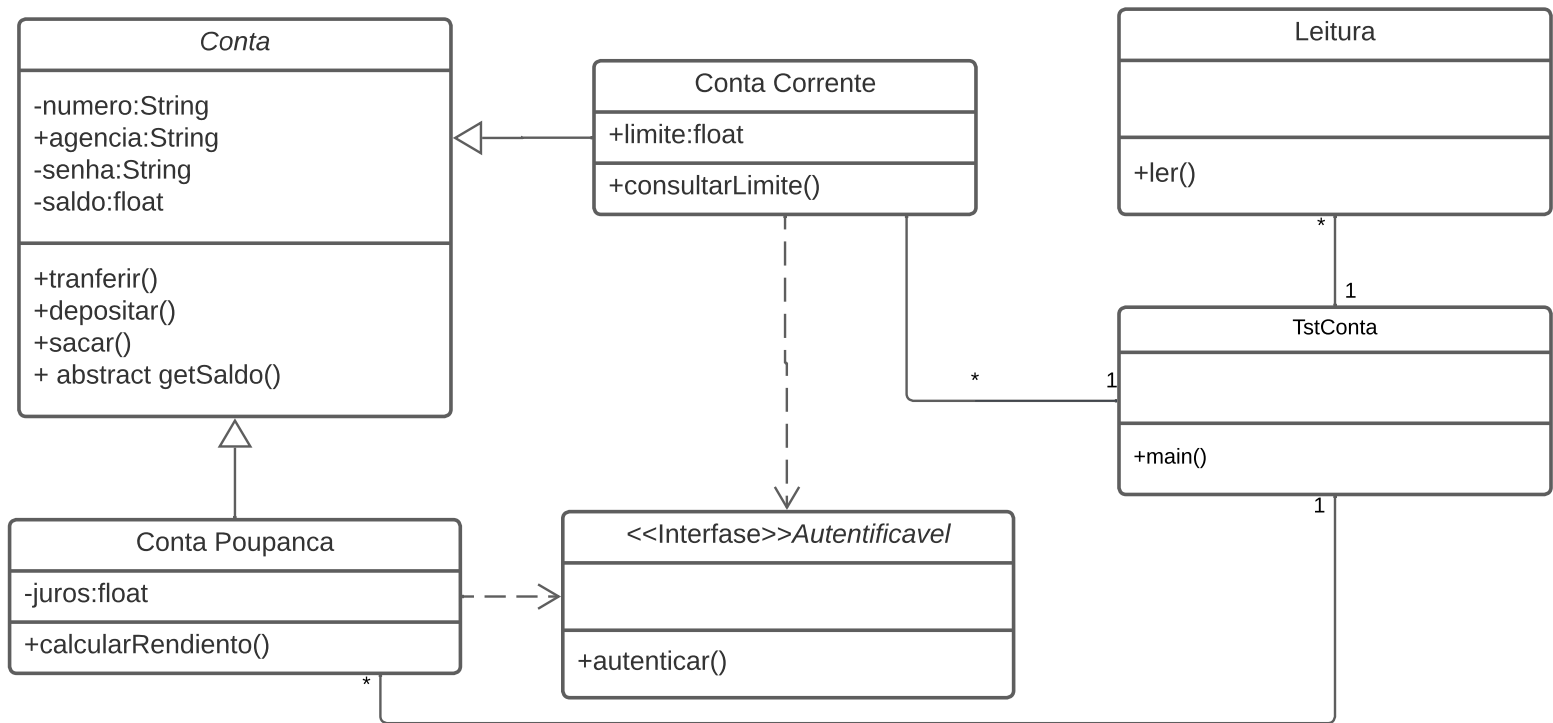 Conta
-numero:String
+agencia:String
-senha:String
-saldo:float
+tranferir()
+depositar()
+sacar()
+ abstract getSaldo()
Conta Corrente
+limite:float
+consultarLimite()
Leitura
+ler()
*
1
TstConta
+main()
*
1
1
Conta Poupanca
-juros:float
+calcularRendiento()
*
<<Interfase>>Autentificavel
+autenticar()